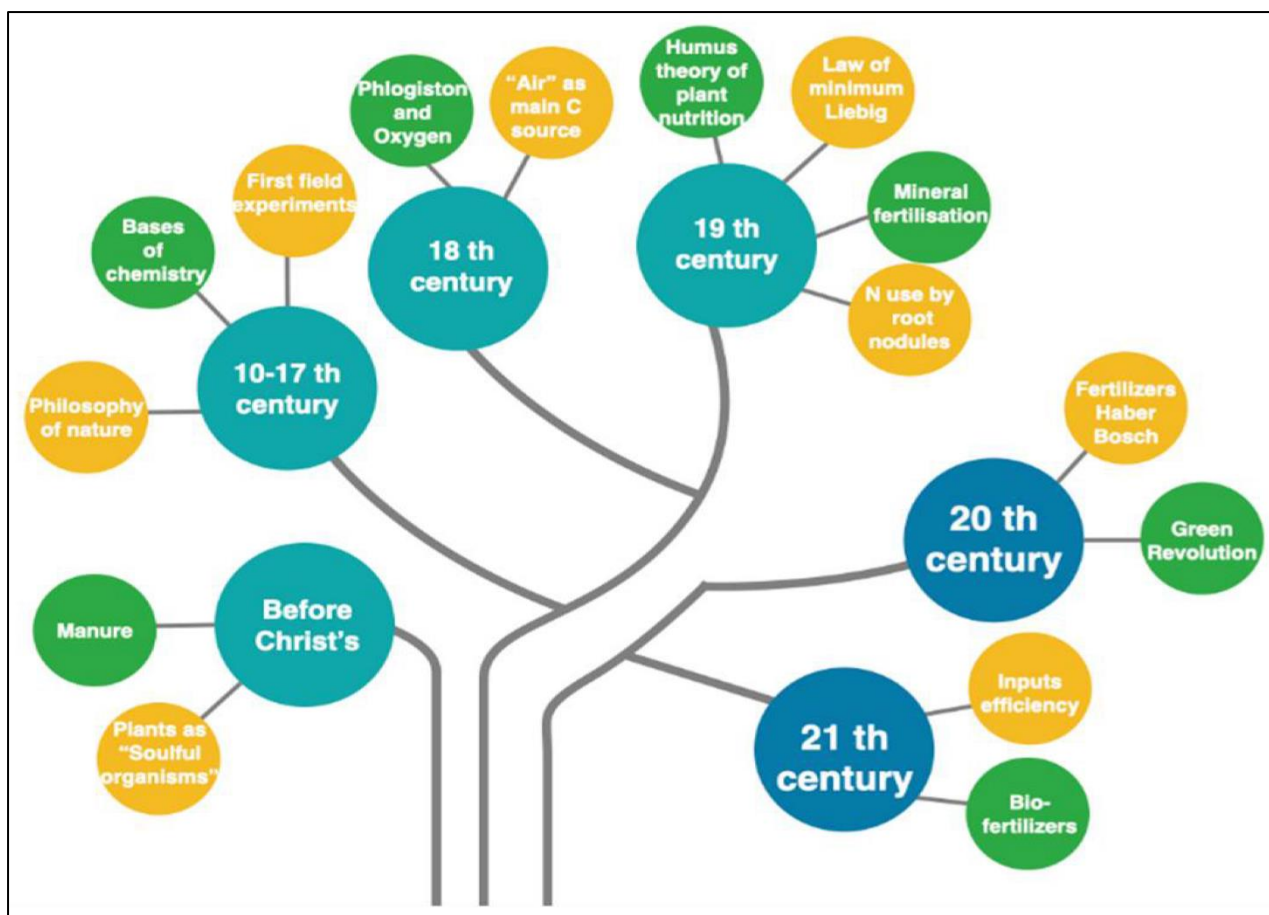 Phlogiston
and
Oxygen
“Air” as
main C
source
Humus
theory of
plant
nutrition
Law of
minimum
Liebig
First field
experiments
Bases
of
chemistry
18 th
century
19 th
century
Mineral
fertilisation
N use by
root
nodules
10-17 th
century
Philosophy
of nature
Fertilizers
Haber
Bosch
20 th
century
Green
Revolution
Before
Christ's
Manure
Plants as
“Soulful
organisms”
Inputs
efficiency
21 th
century
Bio-
fertilizers